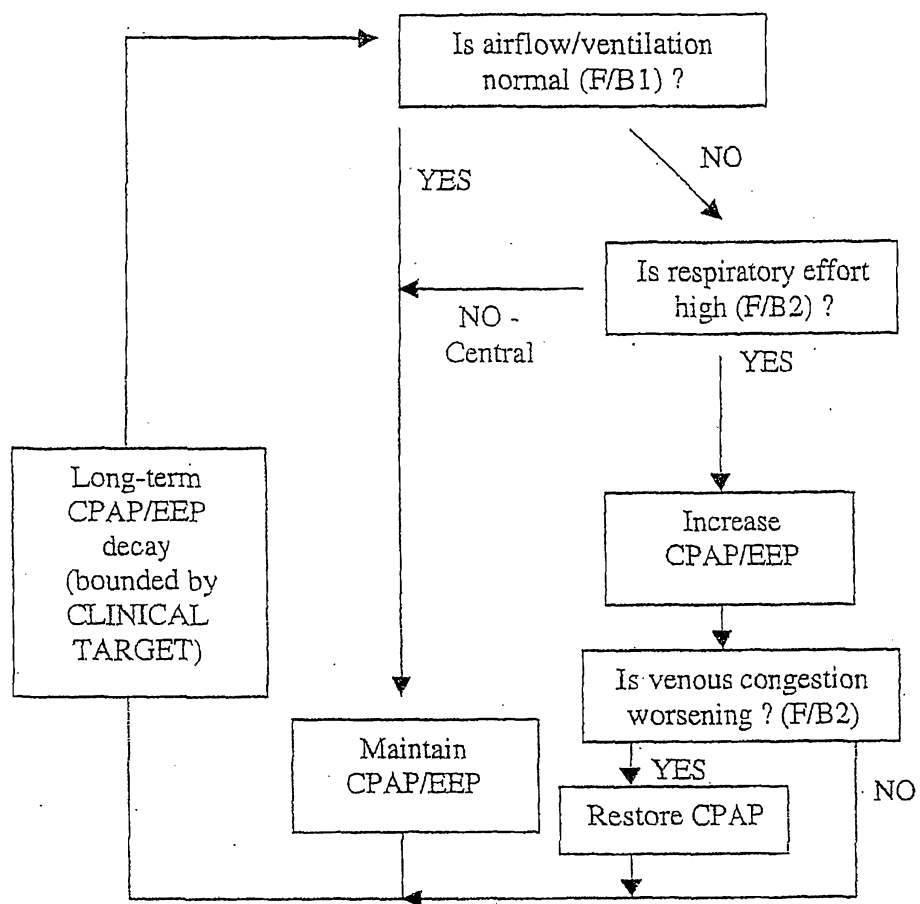 Is airflow/ventilation
normal (F/B1) ?
YES
NO
Is respiratory effort
high (F/B2) ?
NO -
Central
YES
Long-term
CPAP/EEP
decay
(bounded by
CLINICAL
TARGET)
Increase
CPAP/EEP
Is venous congestion
worsening ? (F/B2)
Maintain
CPAP/EEP
YES
NO
Restore CPAP